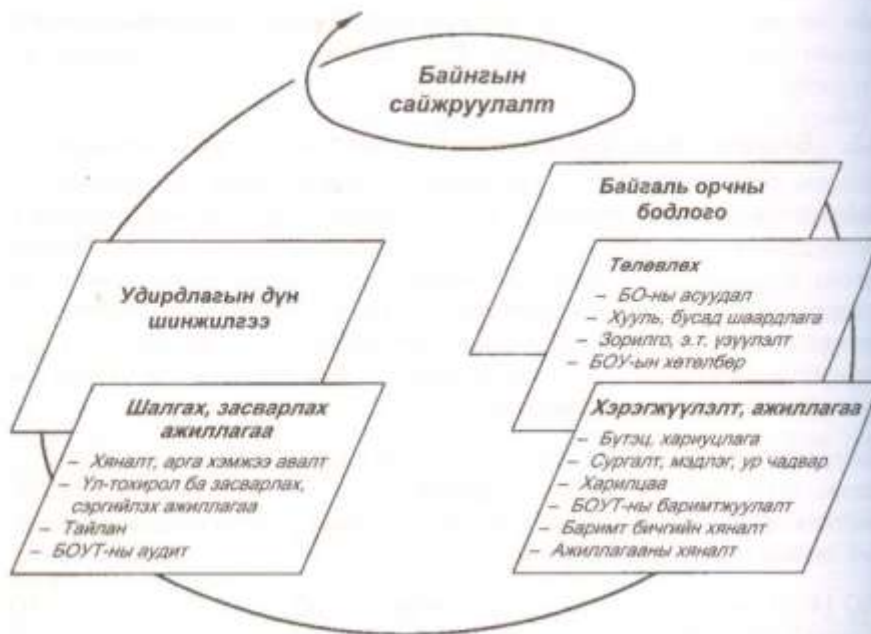 Байнгын
сайжруулалт
Байгаль орчны
бодлого
Төлөвлөх
– БО-ны асуудал
– Хууль, бусад шаардлага
– Зорилго, э.т. үзүүлэлт
– БОУ-ын хөтөлбөр
Хэрэгжүүлэлт, ажиллагаа
– Бүтэц, хариуцлага
– Сургалт, мэдлэг, ур чадвар
– Харилцаа
– БОУТ-ны баримтжуулалт
– Баримт бичгийн хяналт
– Ажиллагааны хяналт
Удирдлагын дүн
шинжилгээ
Шалгах, засварлах
ажиллагаа
– Хяналт, арга хэмжээ авалт
– Үл-тохирол ба засварлах,
сэргийлэх ажиллагаа
– Тайлан
– БОУТ-ны аудит